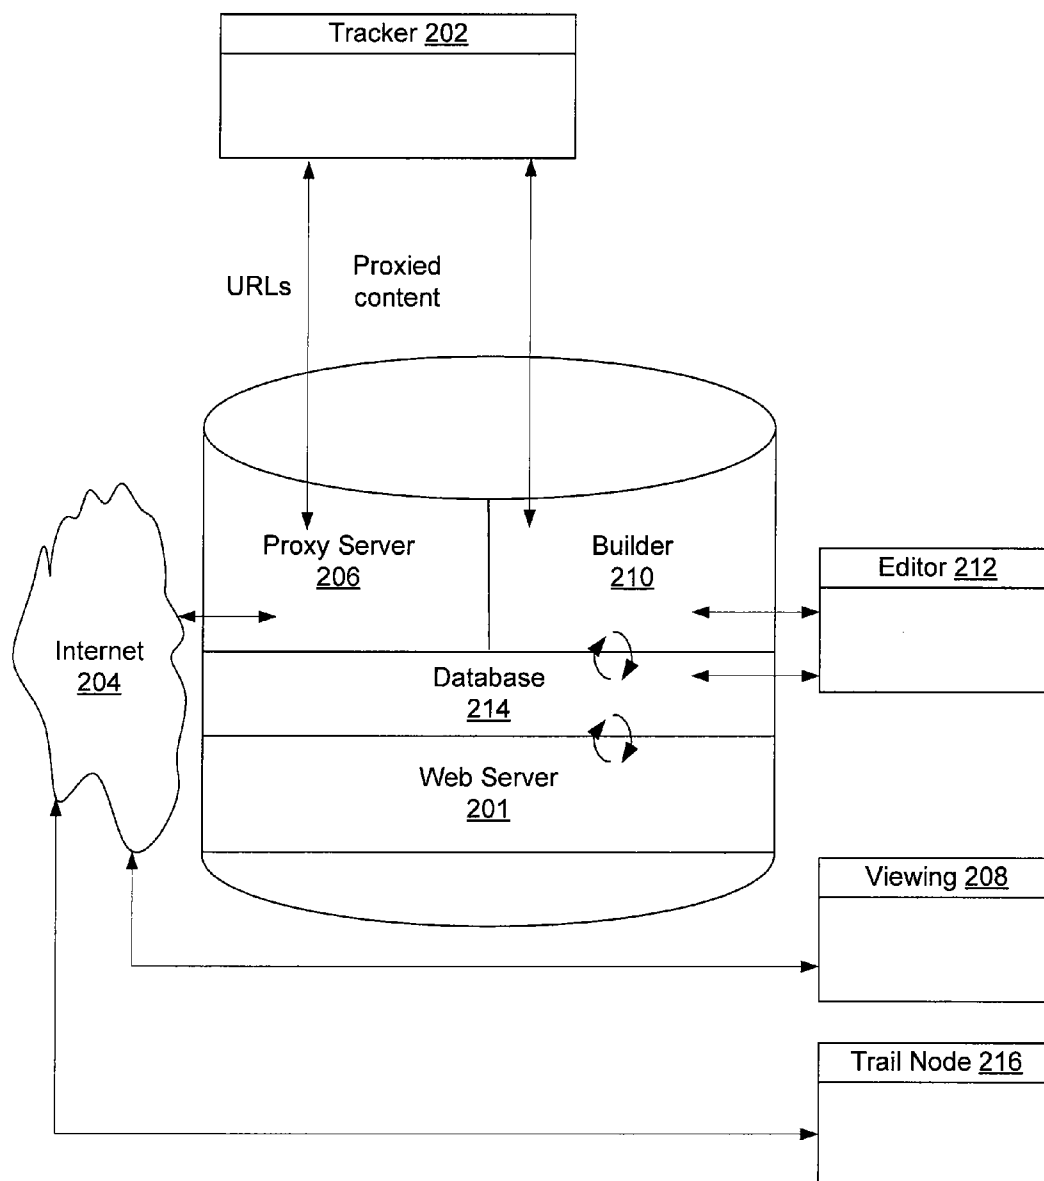 Tracker 202
URLs
Proxied
content
Proxy Server
206
Builder
210
Editor 212
Internet
204
Database
214
Web Server
201
Viewing 208
Trail Node 216